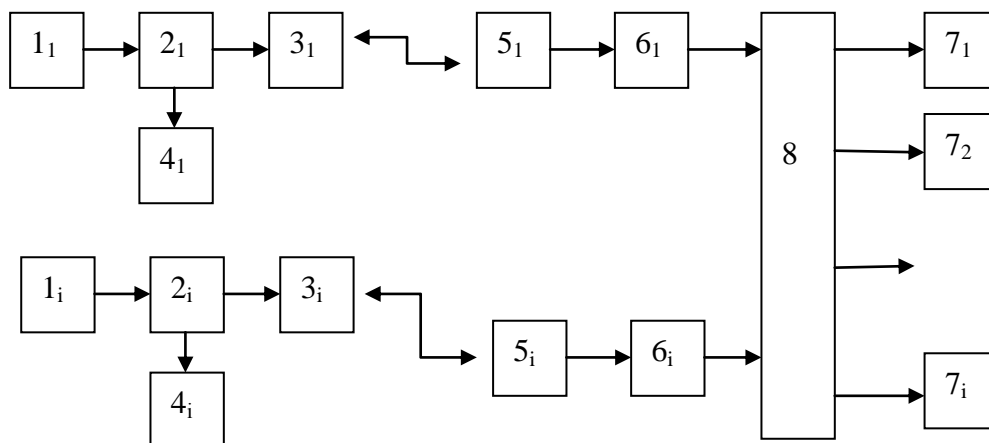 1₁ 2₁ 3₁ 5₁ 6₁ 7₁
4₁ 8 7₂
1ᵢ 2ᵢ 3ᵢ
5ᵢ 6ᵢ 7ᵢ
4ᵢ